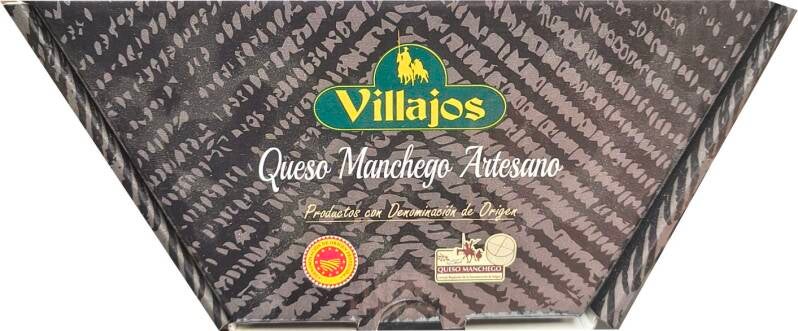 Villajos
Queso Manchego Artesano
Productos con Denominación de Origen
QUESO MANCHEGO